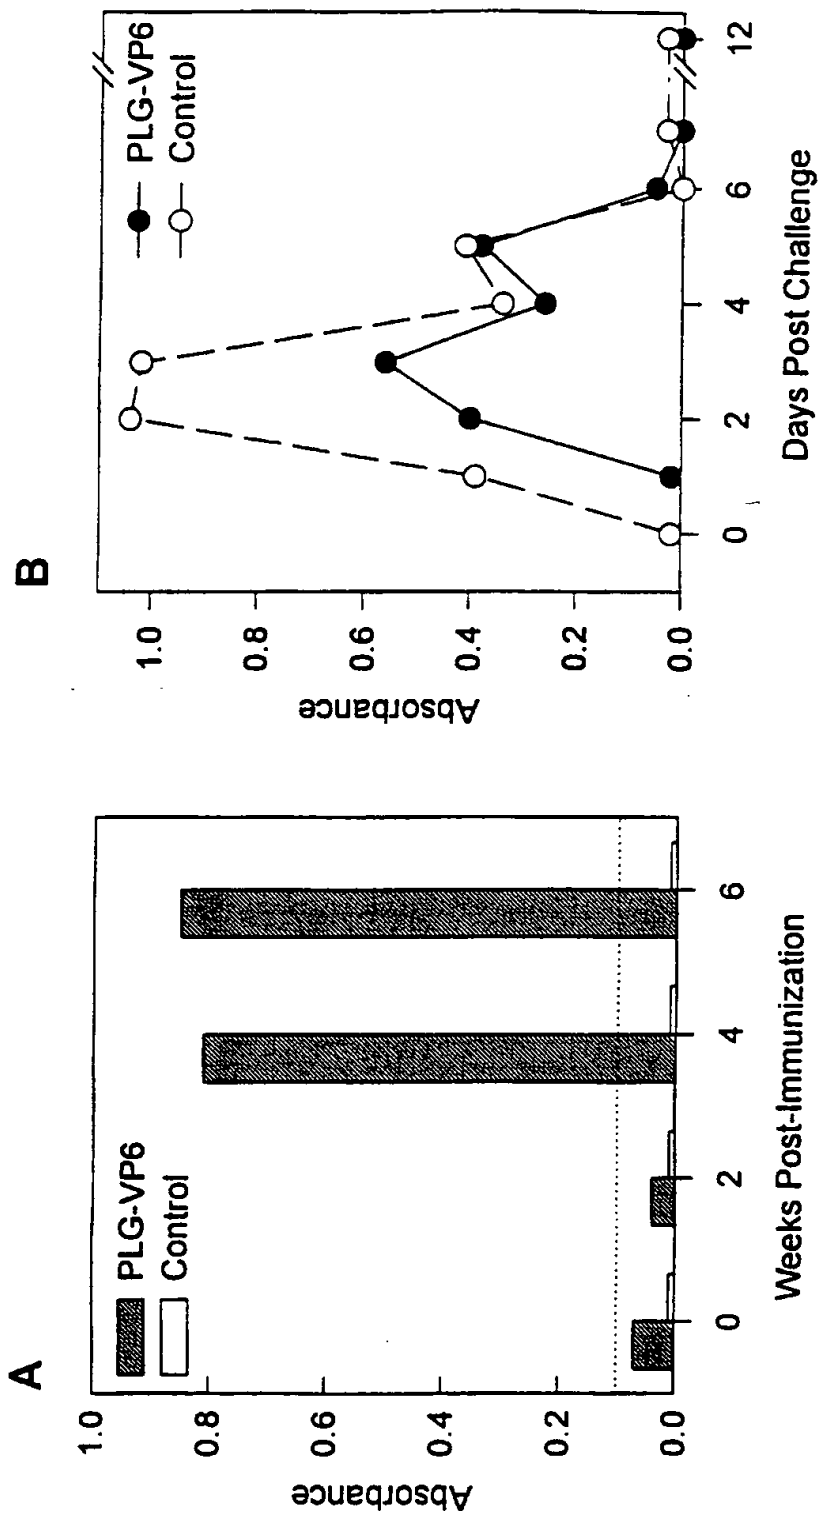 A
PLG-VP6
Control
1.0
0.8
0.6
0.4
0.2
0.0
Absorbance
0 2 4 6
Weeks Post-Immunization
B
PLG-VP6
Control
1.0
0.8
0.6
0.4
0.2
0.0
Absorbance
0 2 4 6 12
Days Post Challenge